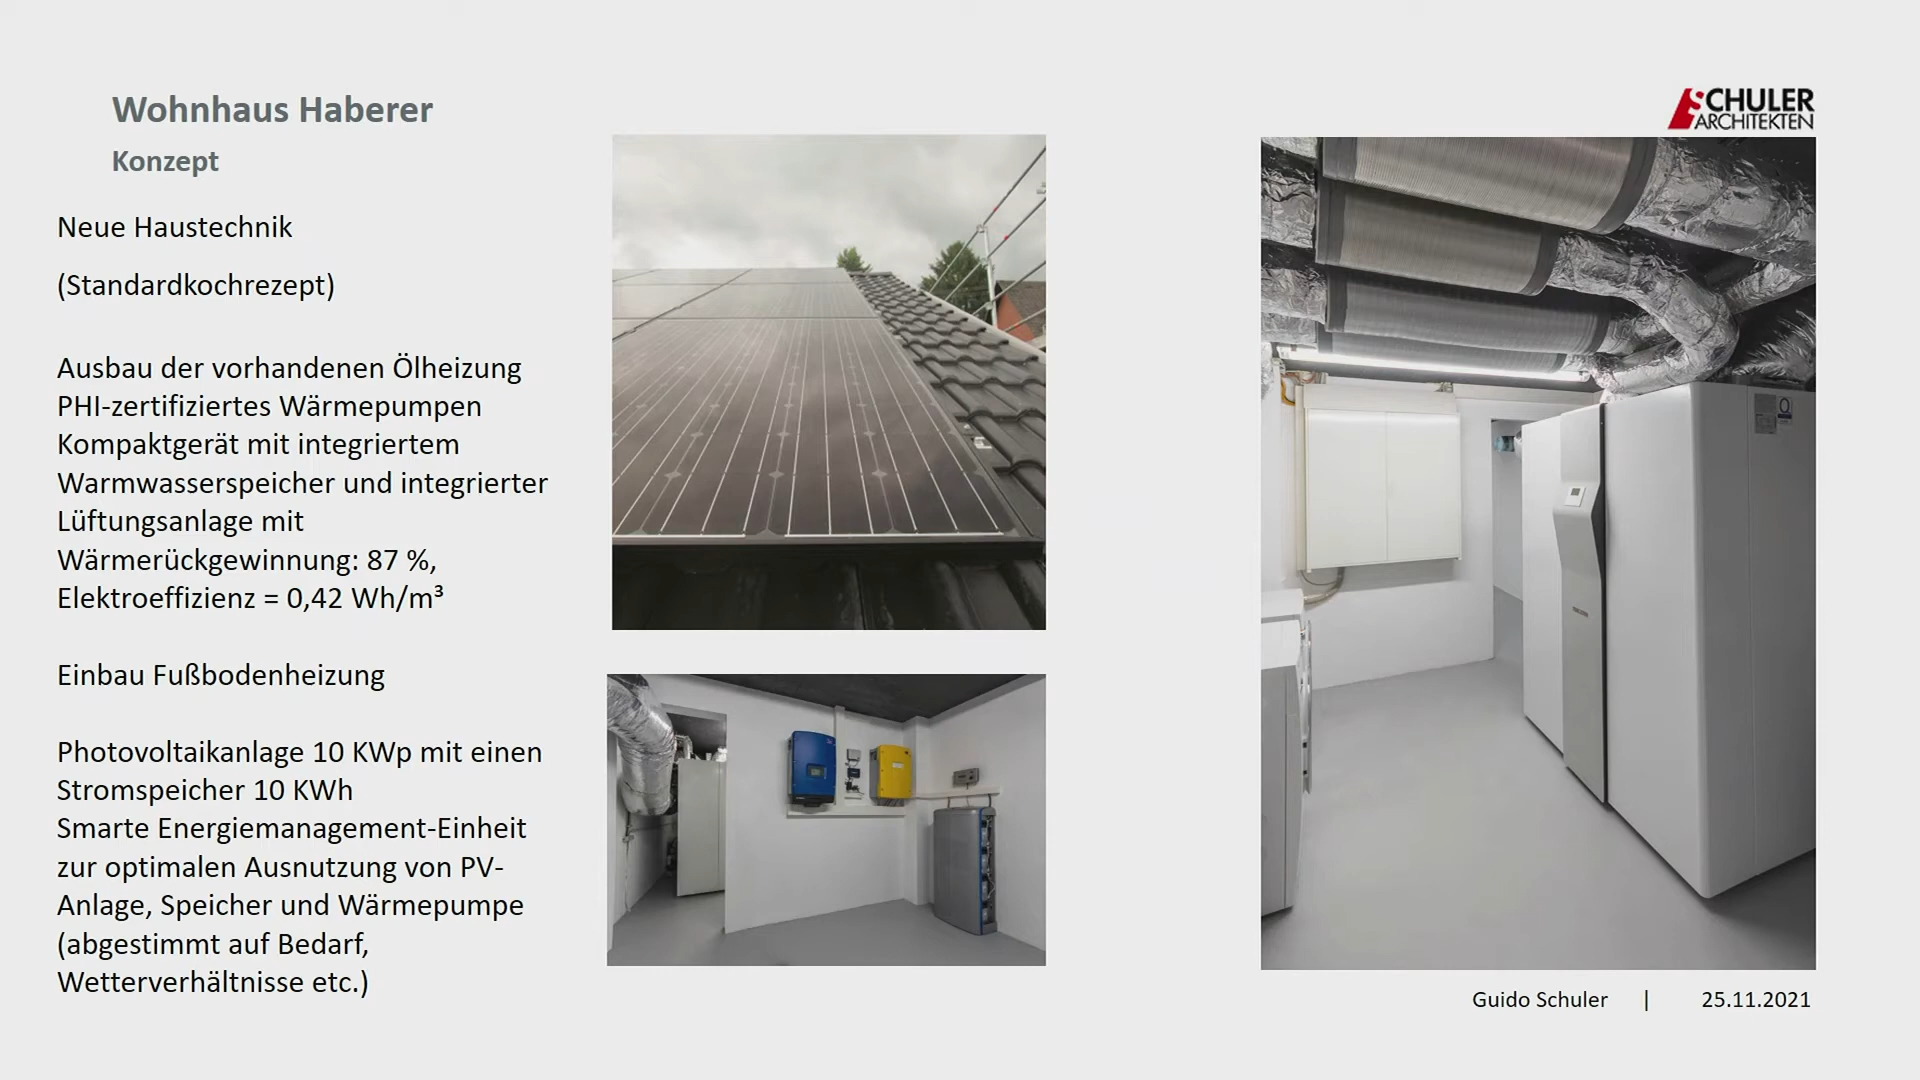 Wohnhaus Haberer
Konzept
SCHULER
ARCHITEKTEN
Neue Haustechnik
(Standardkochrezept)
Ausbau der vorhandenen Ölheizung
PHI-zertifiziertes Wärmepumpen
Kompaktgerät mit integriertem
Warmwasserspeicher und integrierter
Lüftungsanlage mit
Wärmerückgewinnung: 87 %,
Elektroeffizienz = 0,42 Wh/m³
Einbau Fußbodenheizung
Photovoltaikanlage 10 KWp mit einen
Stromspeicher 10 KWh
Smarte Energiemanagement-Einheit
zur optimalen Ausnutzung von PV-
Anlage, Speicher und Wärmepumpe
(abgestimmt auf Bedarf,
Wetterverhältnisse etc.)
Guido Schuler | 25.11.2021